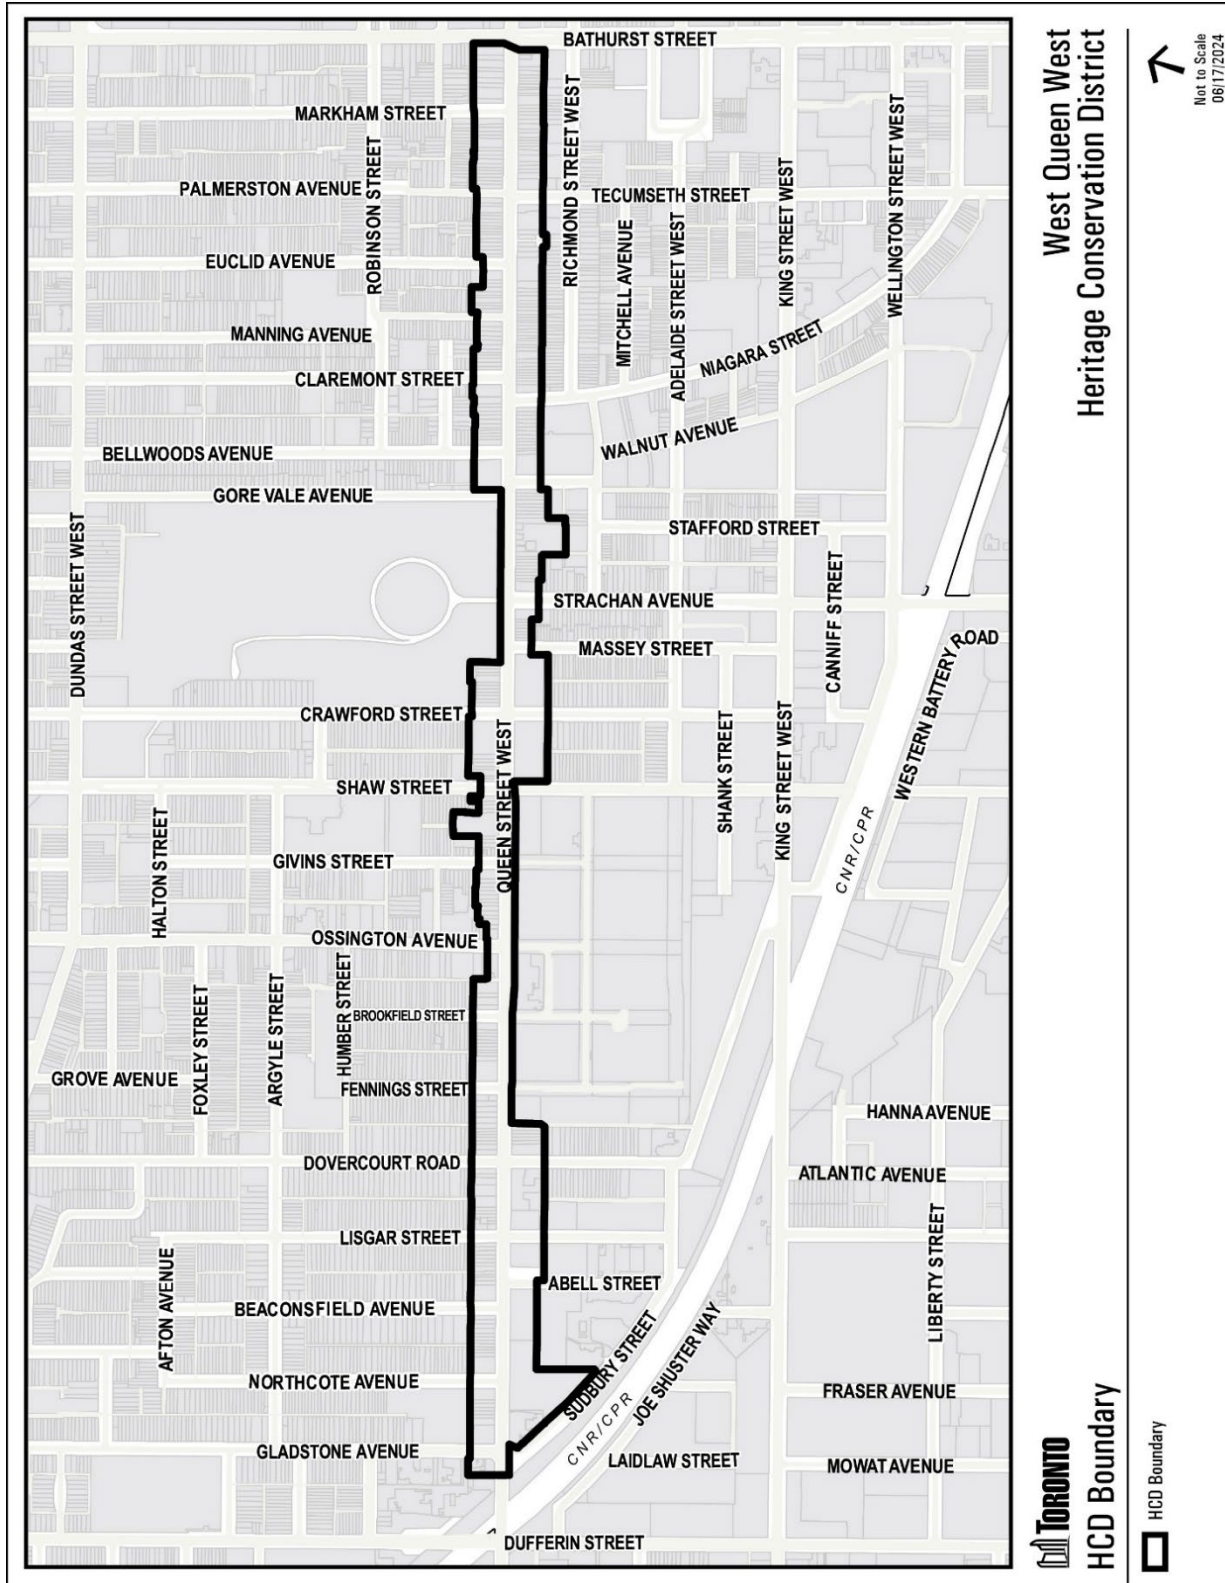 BATHURST STREET
MARKHAM STREET
PALMERSTON AVENUE
ROBINSON STREET
EUCLID AVENUE
MANNING AVENUE
CLAREMONT STREET
BELLWOODS AVENUE
GORE VALE AVENUE
DUNDAS STREET WEST
RICHMOND STREET WEST
TECUMSETH STREET
MITCHELL AVENUE
ADELAIDE STREET WEST
KING STREET WEST
WELLINGTON STREET WEST
NIAGARA STREET
WALNUT AVENUE
STAFFORD STREET
STRACHAN AVENUE
MASSEY STREET
CANNIFF STREET
SHANK STREET
KING STREET WEST
WESTERN BATTERY ROAD
CNR/CPR
CRAWFORD STREET
QUEEN STREET WEST
SHAW STREET
HALTON STREET
GIVINS STREET
OSSINGTON AVENUE
HUMBER STREET
BROOKFIELD STREET
FOXLEY STREET
ARGYLE STREET
GROVE AVENUE
FENNINGS STREET
DOVERCOURT ROAD
LISGAR STREET
AFTON AVENUE
BEACONSFIELD AVENUE
NORTHCOTE AVENUE
GLADSTONE AVENUE
DUFFERIN STREET
ABELL STREET
SUDBURY STREET
CNR/CPR
JOE SHUSTER WAY
LAIDLAW STREET
HANNA AVENUE
ATLANTIC AVENUE
LIBERTY STREET
FRASER AVENUE
MOWAT AVENUE
TORONTO
HCD Boundary
West Queen West
Heritage Conservation District
HCD Boundary
Not to Scale
06/17/2024